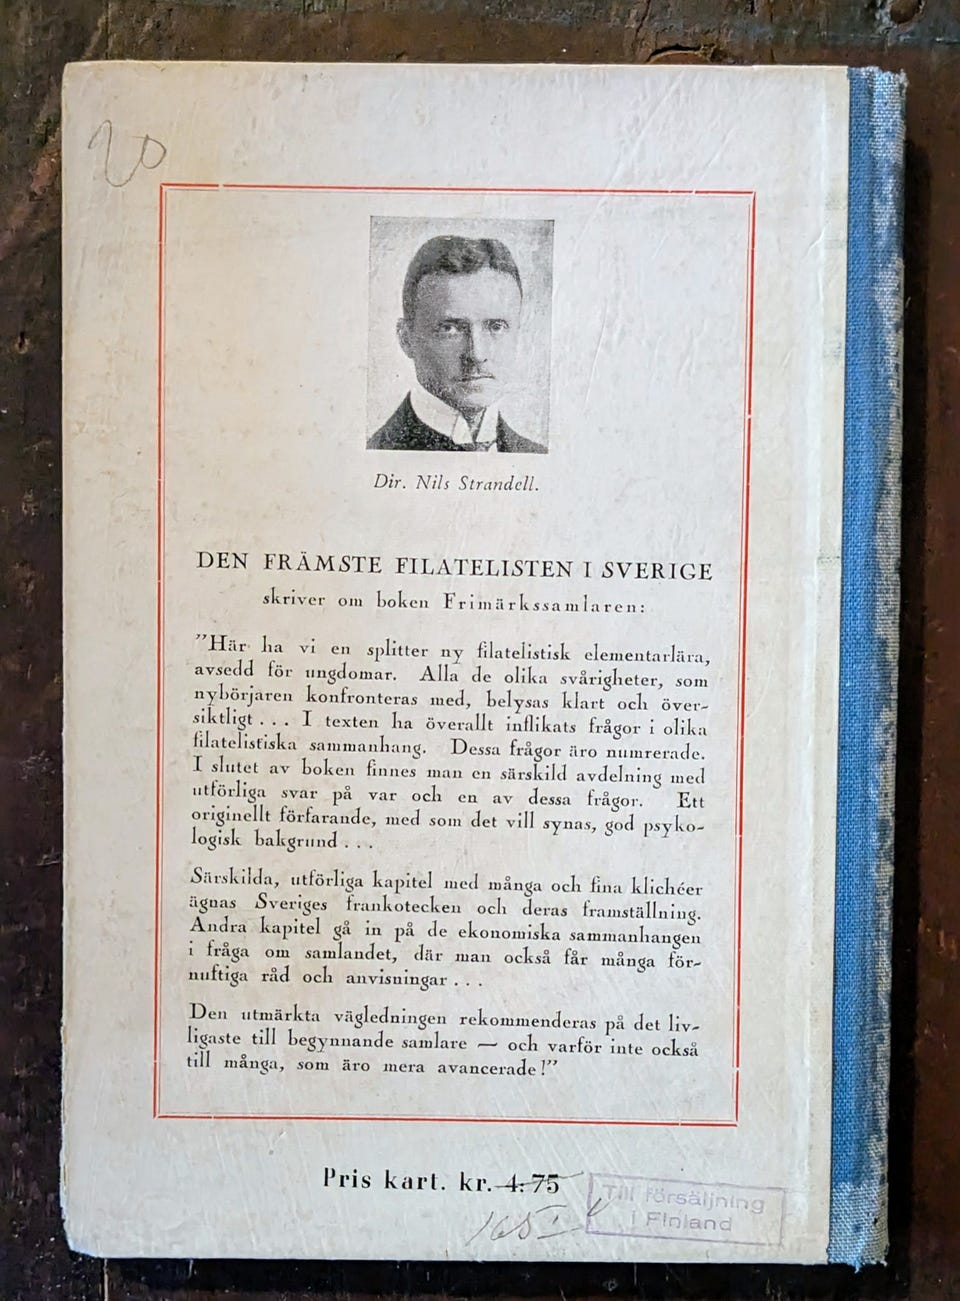 20
Dir. Nils Strandell.
DEN FRÄMSTE FILATELISTEN I SVERIGE
skriver om boken Frimärkssamlaren:
”Här ha vi en splitter ny filatelistisk elementarlära,
avsedd för ungdomar. Alla de olika svårigheter, som
nybörjaren konfronteras med, belysas klart och över-
siktligt . . . I texten ha överallt inflikats frågor i olika
filatelistiska sammanhang. Dessa frågor äro numrerade.
I slutet av boken finnes man en särskild avdelning med
utförliga svar på var och en av dessa frågor. Ett
originellt förfarande, med som det vill synas, god psyko-
logisk bakgrund . . .
Särskilda, utförliga kapitel med många och fina klichéer
ägnas Sveriges frankotecken och deras framställning.
Andra kapitel gå in på de ekonomiska sammanhangen
i fråga om samlandet, där man också får många för-
nuftiga råd och anvisningar . . .
Den utmärkta vägledningen rekommenderas på det liv-
ligaste till begynnande samlare — och varför inte också
till många, som äro mera avancerade!”
Pris kart. kr. 4:75
Till försäljning
i Finland